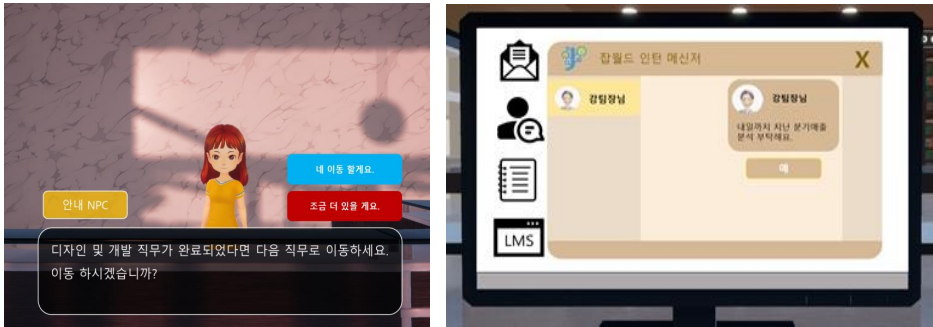 네 이동 할게요.
안내 NPC
조금 더 있을 게요.
디자인 및 개발 직무가 완료되었다면 다음 직무로 이동하세요.
이동 하시겠습니까?
잡월드 인턴 메신저
X
강팀장님
강팀장님
내일까지 지난 분기매출
분석 부탁해요.
예
LMS